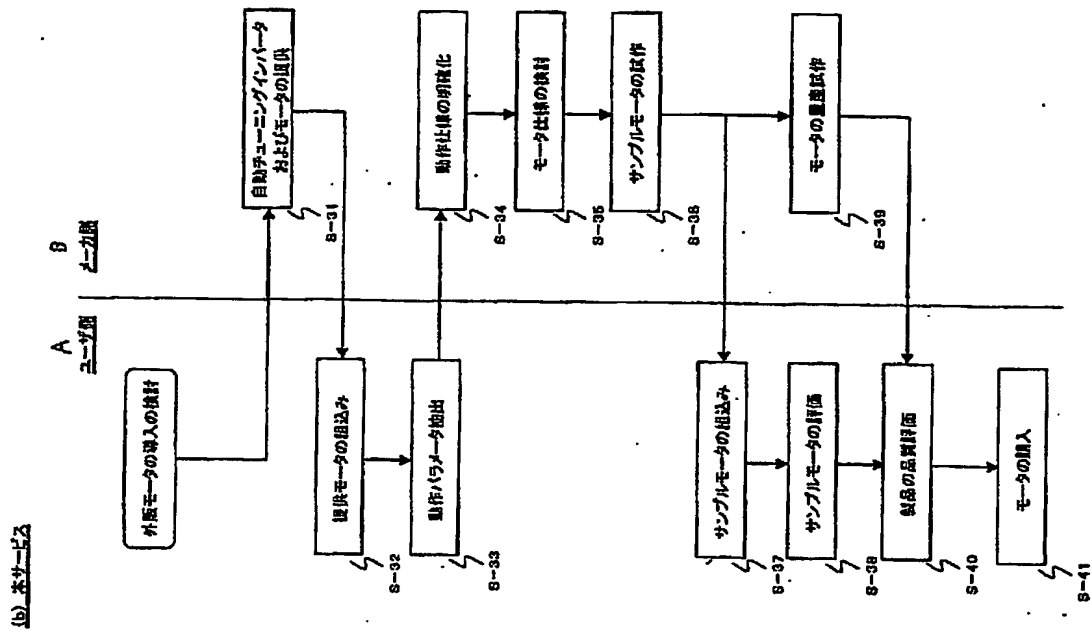 (b) 本サービス
A
ユーザ側
B
メーカ側
外販モータの導入の検討
自動チューニングインバータ
およびモータの提供
S-31
提供モータの組込み
S-32
動作パラメータ抽出
S-33
動作仕様の明確化
S-34
モータ仕様の検討
S-35
サンプルモータの試作
S-36
サンプルモータの組込み
S-37
サンプルモータの評価
S-38
モータの量産試作
S-39
製品の品質評価
S-40
モータの購入
S-41